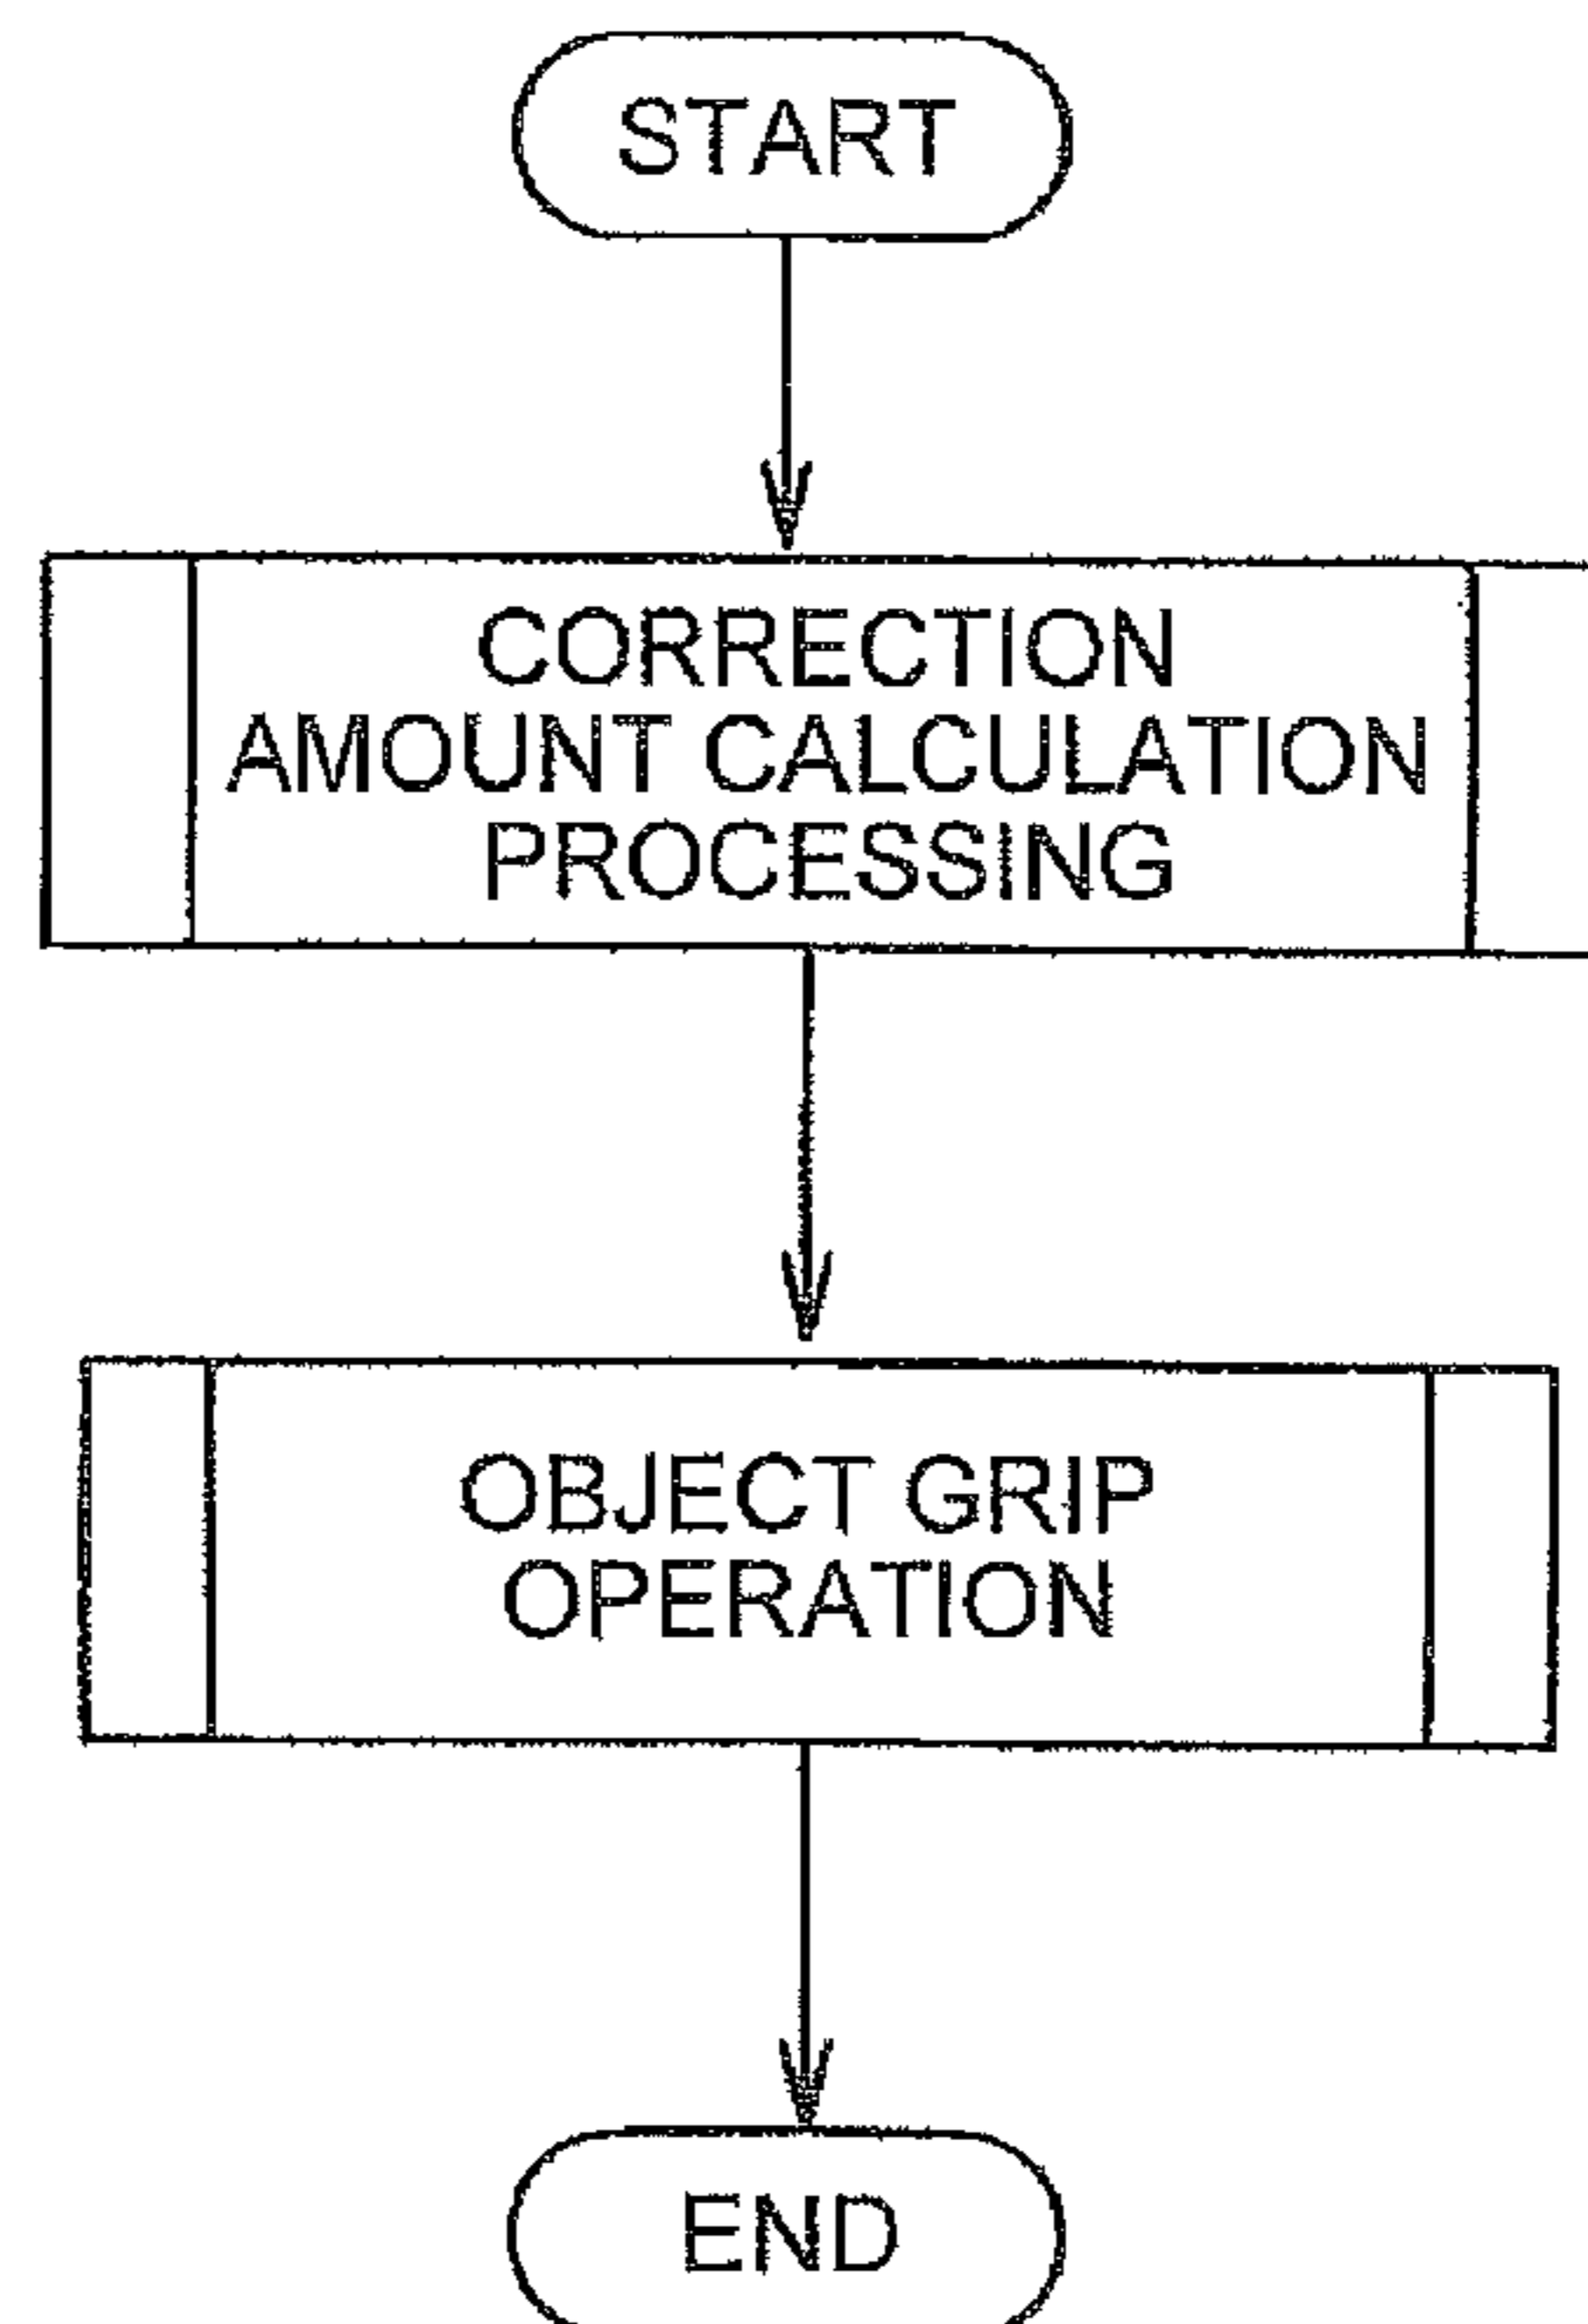 START
CORRECTION
AMOUNT CALCULATION
PROCESSING
OBJECT GRIP
OPERATION
END